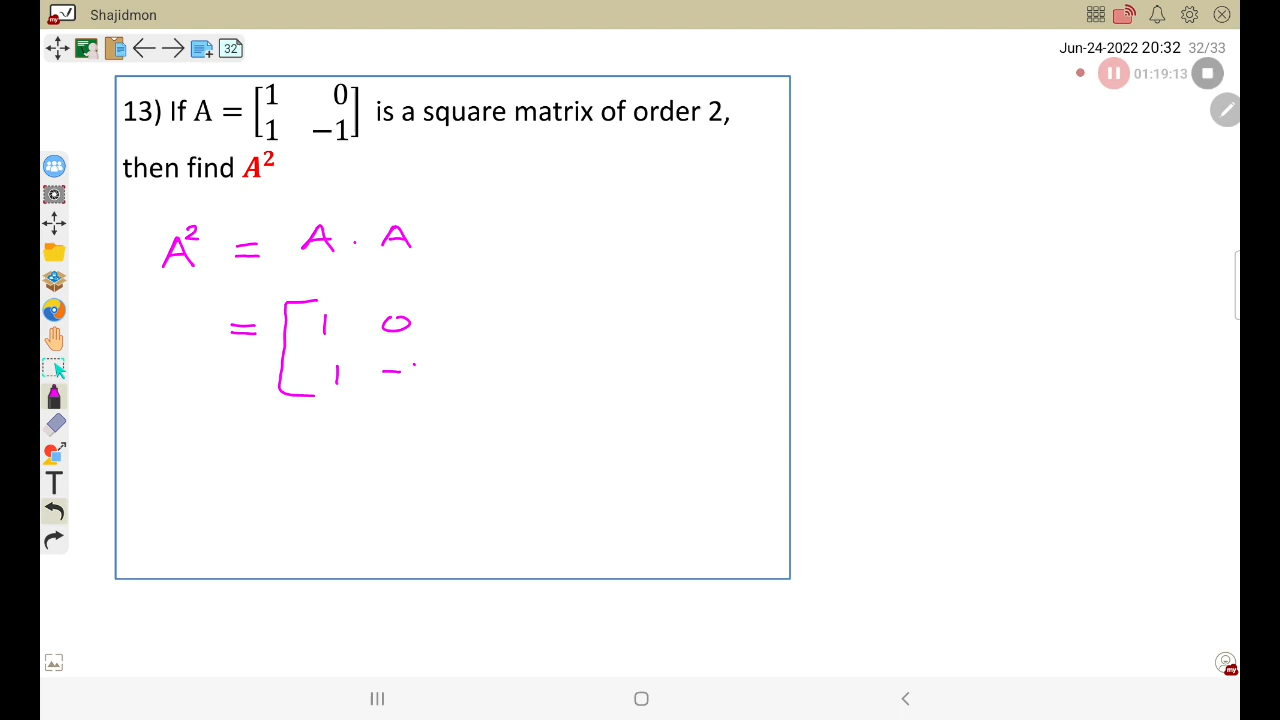 Shajidmon
32
Jun-24-2022 20:32 32/33
01:19:13
13) If A = [1 0
1 −1] is a square matrix of order 2,
then find A²
A² = A . A
= [1 0
1 -
T